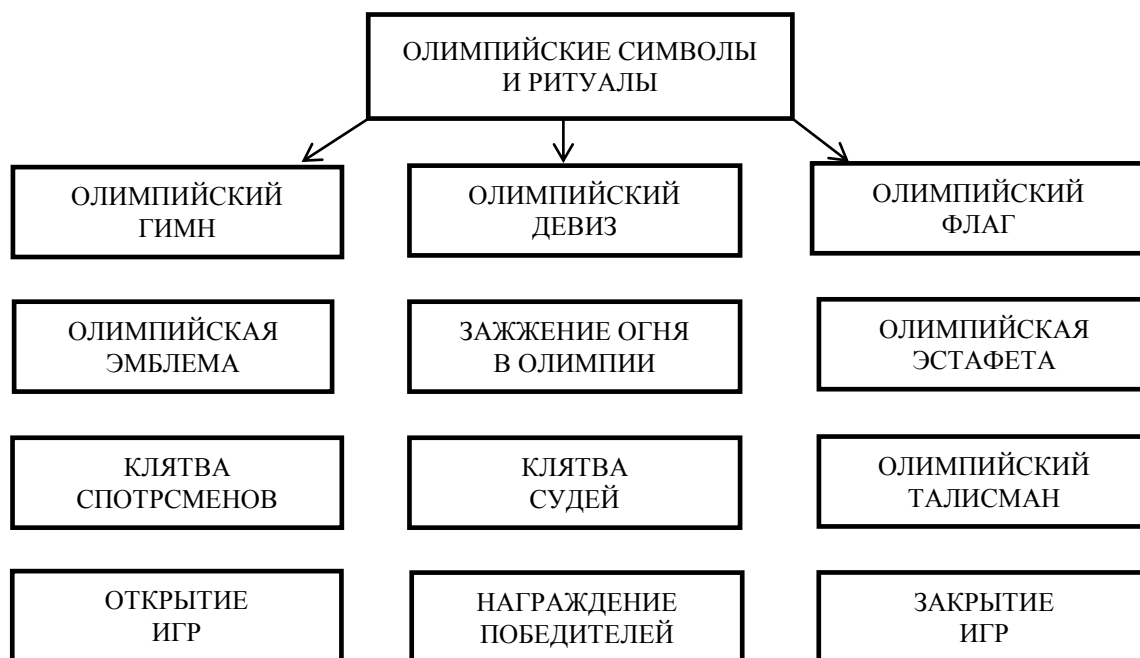 ОЛИМПИЙСКИЕ СИМВОЛЫ
И РИТУАЛЫ
ОЛИМПИЙСКИЙ
ГИМН
ОЛИМПИЙСКИЙ
ДЕВИЗ
ОЛИМПИЙСКИЙ
ФЛАГ
ОЛИМПИЙСКАЯ
ЭМБЛЕМА
ЗАЖЖЕНИЕ ОГНЯ
В ОЛИМПИИ
ОЛИМПИЙСКАЯ
ЭСТАФЕТА
КЛЯТВА
СПОТРСМЕНОВ
КЛЯТВА
СУДЕЙ
ОЛИМПИЙСКИЙ
ТАЛИСМАН
ОТКРЫТИЕ
ИГР
НАГРАЖДЕНИЕ
ПОБЕДИТЕЛЕЙ
ЗАКРЫТИЕ
ИГР